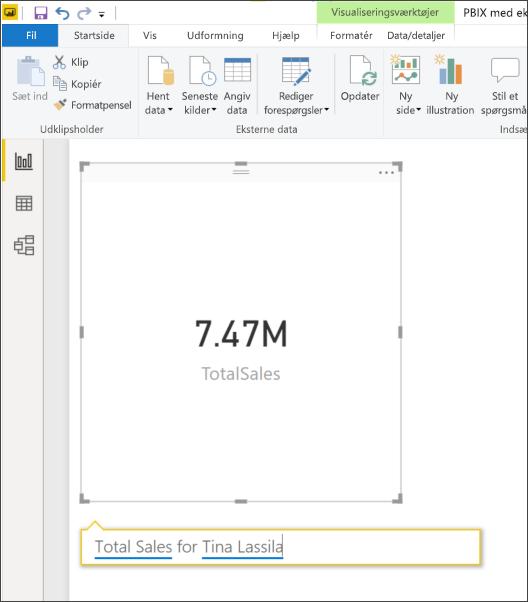 Visualiseringsværktøjer
PBIX med ek
Fil Startside Vis Udformning Hjælp Formatér Data/detaljer
Sæt ind
Klip
Kopiér
Formatpensel
Hent data
Seneste kilder
Angiv data
Rediger forespørgsler
Opdater
Ny side
Ny illustration
Stil et spørgsmå
Udklipsholder Eksterne data Indsæ
7.47M
TotalSales
Total Sales for Tina Lassila